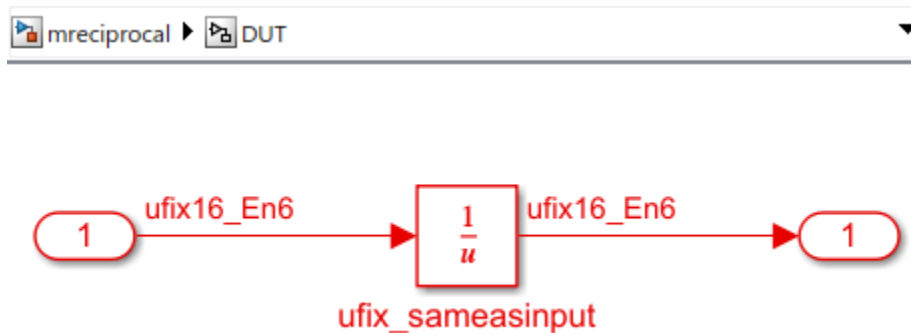 mreciprocal DUT
ufix16_En6 ufix16_En6
1 1/u 1
ufix_sameasinput